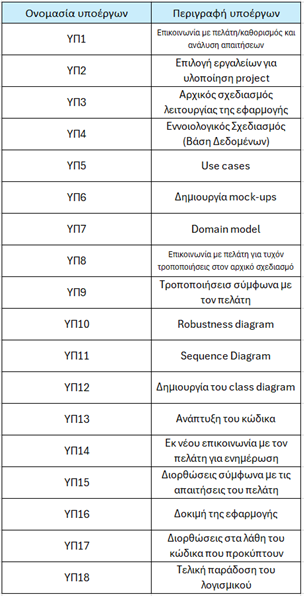 Ονομασία υποέργων Περιγραφή υποέργων
ΥΠ1 Επικοινωνία με πελάτη/καθορισμός και
ανάλυση απαιτήσεων
ΥΠ2 Επιλογή εργαλείων για
υλοποίηση project
ΥΠ3 Αρχικός σχεδιασμός
λειτουργίας της εφαρμογής
ΥΠ4 Εννοιολογικός Σχεδιασμός
(Βάση Δεδομένων)
ΥΠ5 Use cases
ΥΠ6 Δημιουργία mock-ups
ΥΠ7 Domain model
ΥΠ8 Επικοινωνία με πελάτη για τυχόν
τροποποιήσεις στον αρχικό σχεδιασμό
ΥΠ9 Τροποποιήσεισ σύμφωνα με
τον πελάτη
ΥΠ10 Robustness diagram
ΥΠ11 Sequence Diagram
ΥΠ12 Δημιουργία του class diagram
ΥΠ13 Ανάπτυξη του κώδικα
ΥΠ14 Εκ νέου επικοινωνία με τον
πελάτη για ενημέρωση
ΥΠ15 Διορθώσεις σύμφωνα με τις
απαιτήσεις του πελάτη
ΥΠ16 Δοκιμή της εφαρμογής
ΥΠ17 Διορθώσεις στα λάθη του
κώδικα που προκύπτουν
ΥΠ18 Τελική παράδοση του
λογισμικού